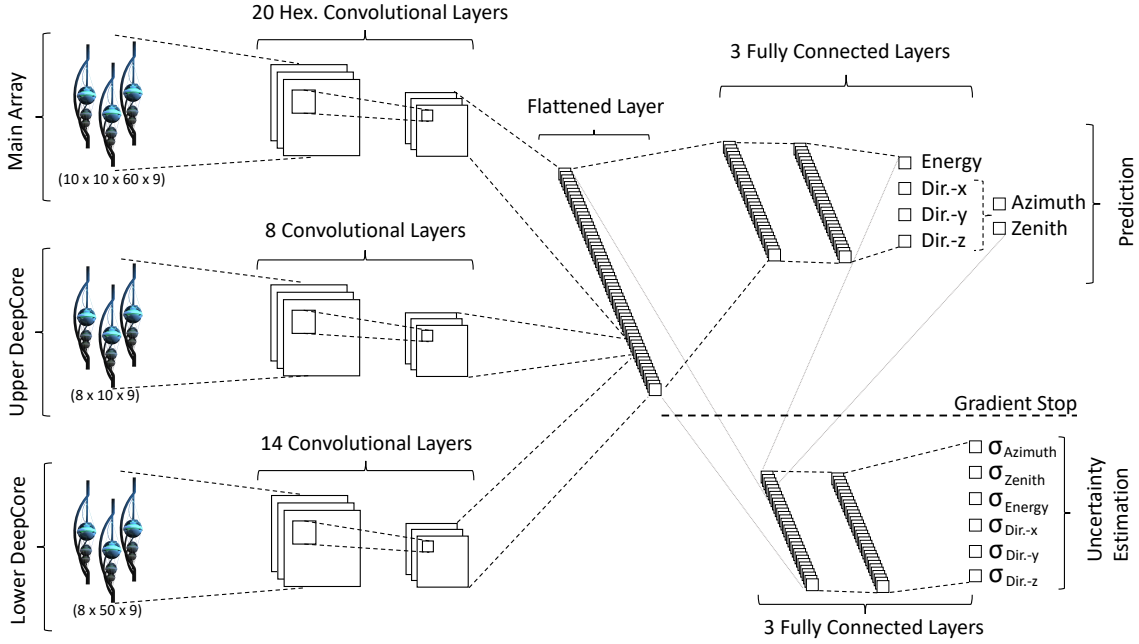 20 Hex. Convolutional Layers
Main Array
(10 x 10 x 60 x 9)
8 Convolutional Layers
Upper DeepCore
(8 x 10 x 9)
14 Convolutional Layers
Lower DeepCore
(8 x 50 x 9)
Flattened Layer
3 Fully Connected Layers
Energy
Dir.-x
Dir.-y
Dir.-z
Azimuth
Zenith
Prediction
Gradient Stop
σAzimuth
σZenith
σEnergy
σDir.-x
σDir.-y
σDir.-z
Uncertainty
Estimation
3 Fully Connected Layers